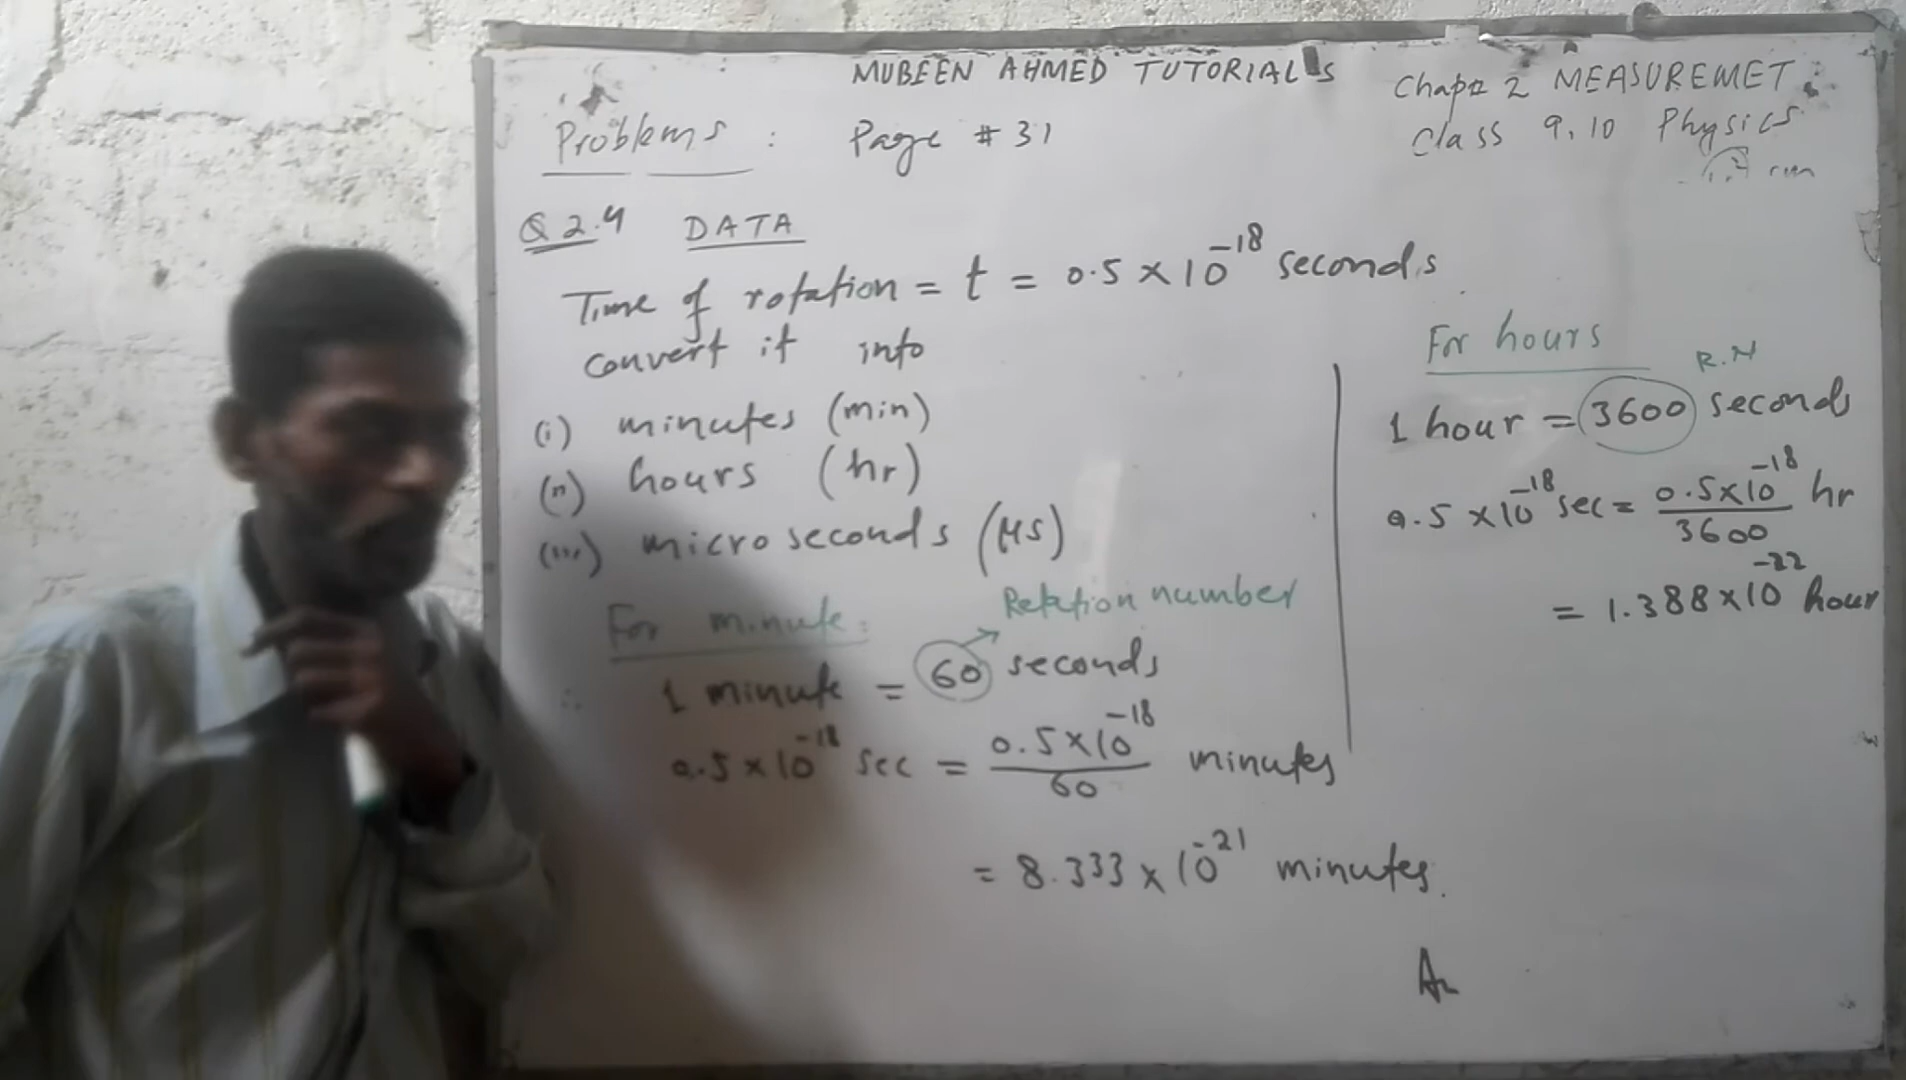 MUBEEN AHMED TUTORIALS
Problems : Page # 31
Chapt 2 MEASUREMET
Class 9,10 Physics
Q 2.4 DATA
Time of rotation = t = 0.5 × 10⁻¹⁸ seconds
convert it into
(i) minutes (min)
(ii) hours (hr)
(iii) micro seconds (μs)
For minute:
Relation number
∴ 1 minute = 60 seconds
0.5 × 10⁻¹⁸ sec = 0.5×10⁻¹⁸/60 minutes
= 8.333 × 10⁻²¹ minutes.
For hours
R.N
1 hour = 3600 seconds
0.5 ×10⁻¹⁸ sec = 0.5×10⁻¹⁸/3600 hr
= 1.388×10⁻²² hour